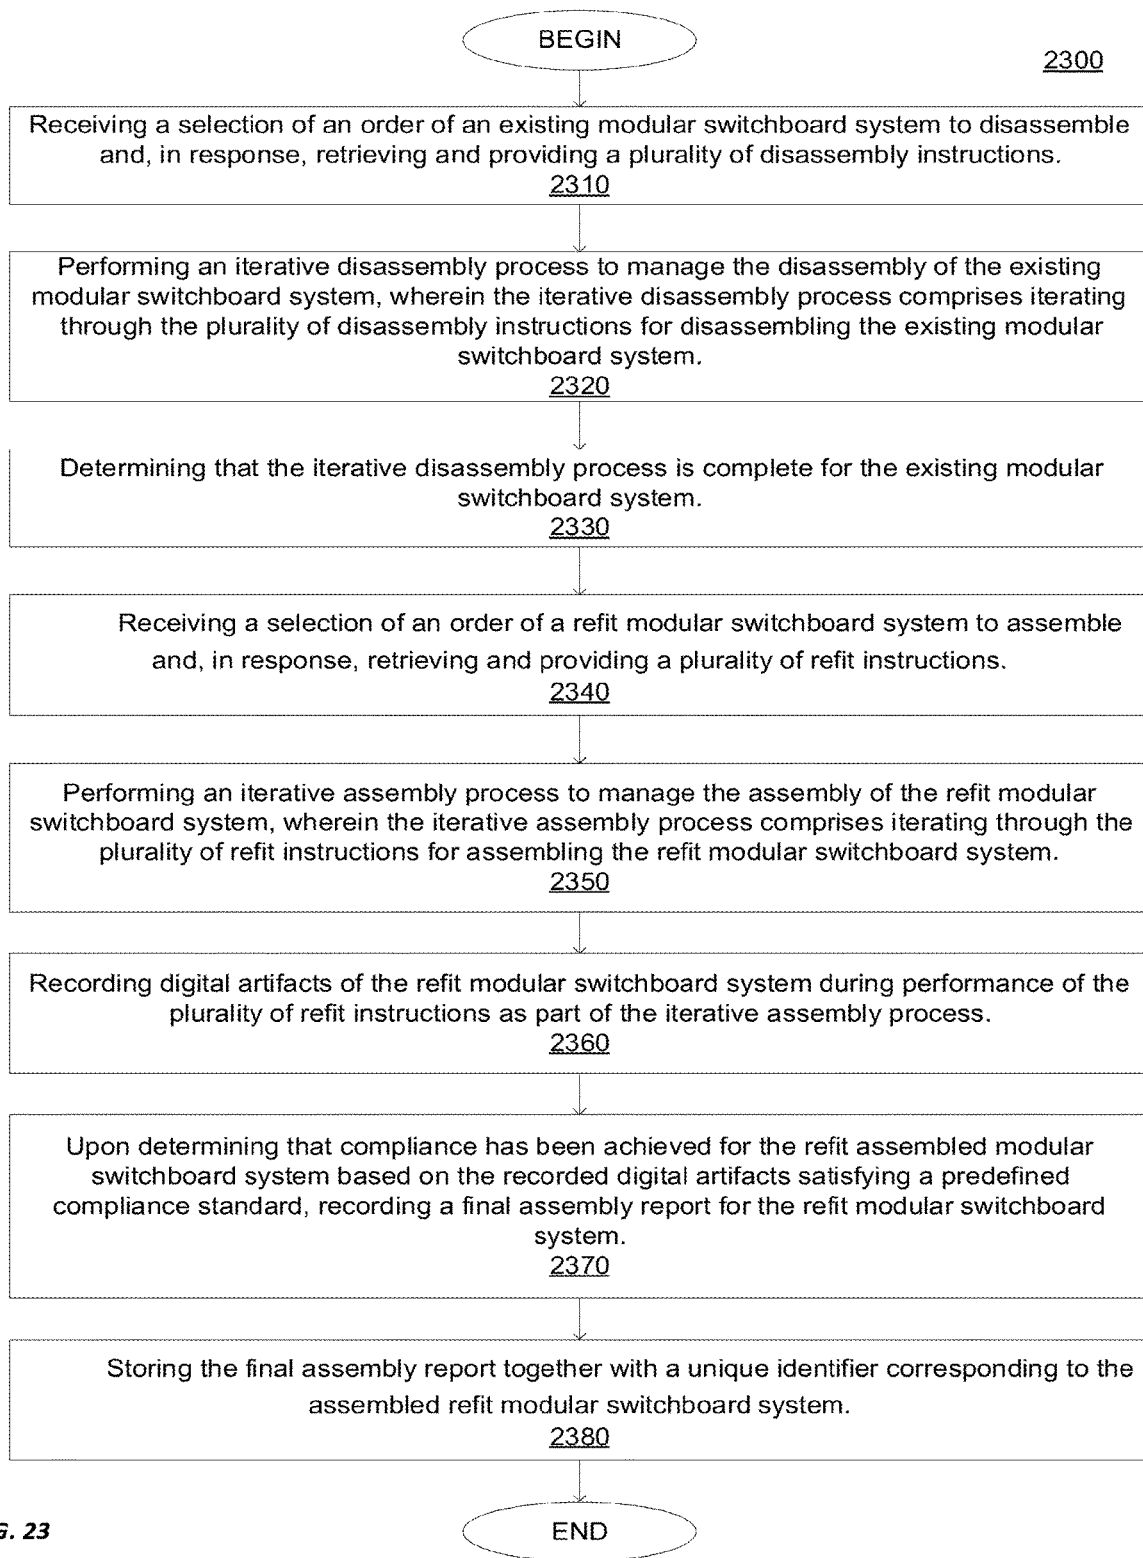 BEGIN
2300
Receiving a selection of an order of an existing modular switchboard system to disassemble
and, in response, retrieving and providing a plurality of disassembly instructions.
2310
Performing an iterative disassembly process to manage the disassembly of the existing
modular switchboard system, wherein the iterative disassembly process comprises iterating
through the plurality of disassembly instructions for disassembling the existing modular
switchboard system.
2320
Determining that the iterative disassembly process is complete for the existing modular
switchboard system.
2330
Receiving a selection of an order of a refit modular switchboard system to assemble
and, in response, retrieving and providing a plurality of refit instructions.
2340
Performing an iterative assembly process to manage the assembly of the refit modular
switchboard system, wherein the iterative assembly process comprises iterating through the
plurality of refit instructions for assembling the refit modular switchboard system.
2350
Recording digital artifacts of the refit modular switchboard system during performance of the
plurality of refit instructions as part of the iterative assembly process.
2360
Upon determining that compliance has been achieved for the refit assembled modular
switchboard system based on the recorded digital artifacts satisfying a predefined
compliance standard, recording a final assembly report for the refit modular switchboard
system.
2370
Storing the final assembly report together with a unique identifier corresponding to the
assembled refit modular switchboard system.
2380
END
G. 23